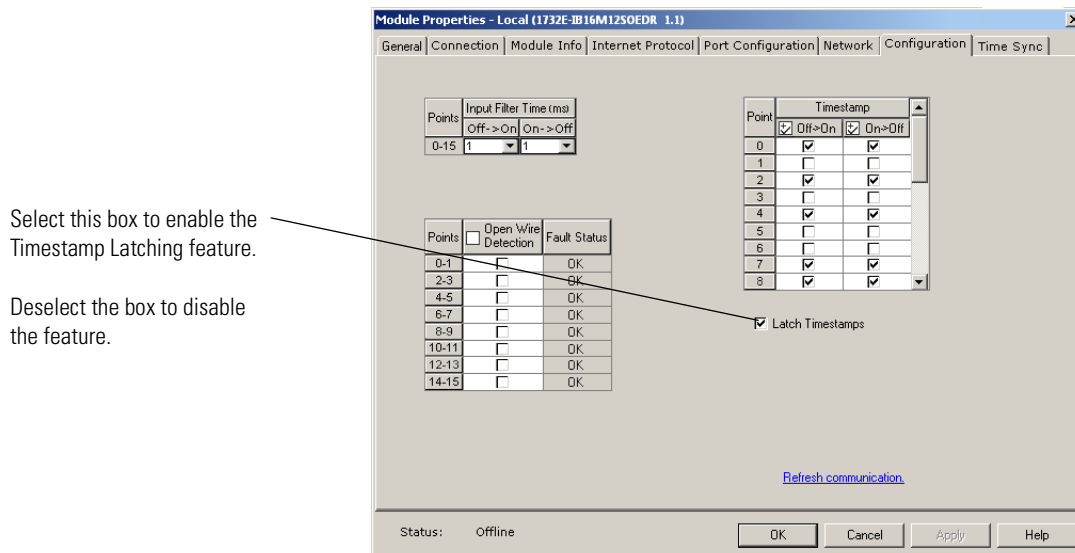 Module Properties - Local (1732E-IB16M12SOEDR 1.1)
General Connection Module Info Internet Protocol Port Configuration Network Configuration Time Sync
Points Input Filter Time (ms)
Off->On On->Off
0-15 1 1
Point Timestamp
Off->On On->Off
0
1
2
3
4
5
6
7
8
Latch Timestamps
Select this box to enable the
Timestamp Latching feature.
Deselect the box to disable
the feature.
Points Open Wire Detection Fault Status
0-1 OK
2-3 OK
4-5 OK
6-7 OK
8-9 OK
10-11 OK
12-13 OK
14-15 OK
Refresh communication.
Status: Offline
OK Cancel Apply Help